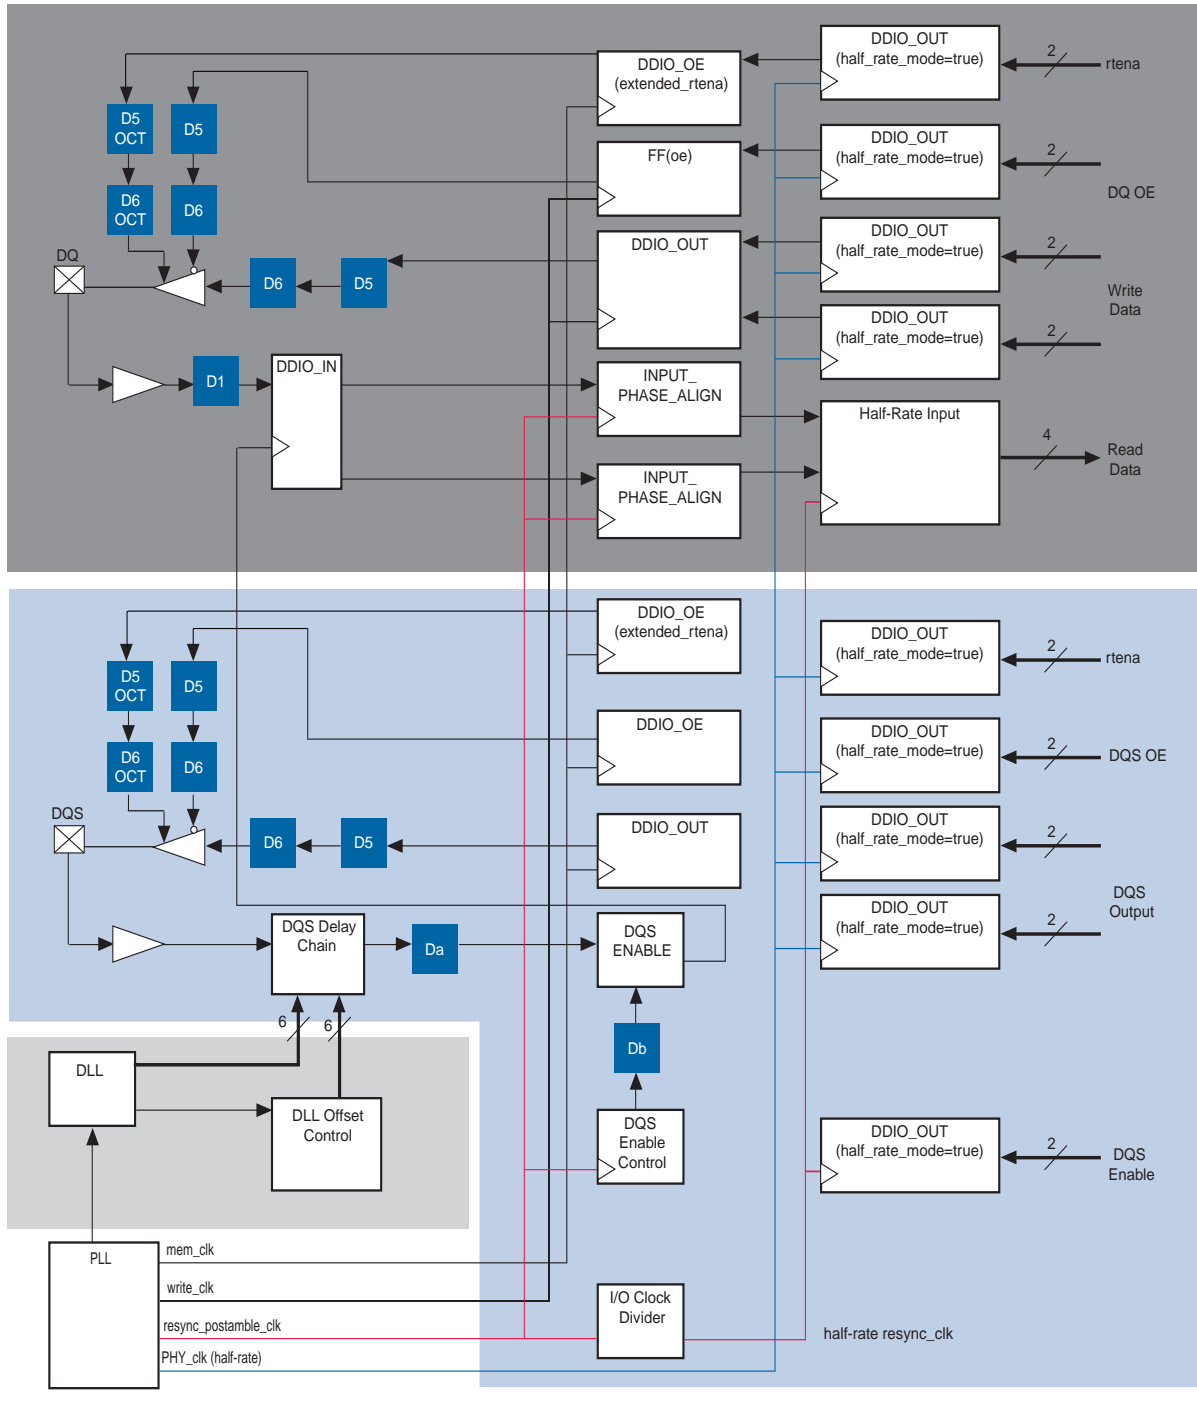 DDIO_OUT
(half_rate_mode=true)
2
rtena
DDIO_OE
(extended_rtena)
D5
OCT
D5
DDIO_OUT
(half_rate_mode=true)
2
DQ OE
FF(oe)
D6
OCT
D6
DDIO_OUT
(half_rate_mode=true)
2
DDIO_OUT
DQ
D6
D5
Write
Data
DDIO_OUT
(half_rate_mode=true)
2
DDIO_IN
D1
INPUT_
PHASE_ALIGN
Half-Rate Input
4
Read
Data
INPUT_
PHASE_ALIGN
DDIO_OE
(extended_rtena)
DDIO_OUT
(half_rate_mode=true)
2
rtena
D5
OCT
D5
DDIO_OE
DDIO_OUT
(half_rate_mode=true)
2
DQS OE
D6
OCT
D6
DQS
D6
D5
DDIO_OUT
DDIO_OUT
(half_rate_mode=true)
2
DQS
Output
DDIO_OUT
(half_rate_mode=true)
2
DQS Delay
Chain
Da
DQS
ENABLE
6
6
Db
DLL
DLL Offset
Control
DQS
Enable
Control
DDIO_OUT
(half_rate_mode=true)
2
DQS
Enable
PLL
mem_clk
write_clk
resync_postamble_clk
PHY_clk (half-rate)
I/O Clock
Divider
half-rate resync_clk